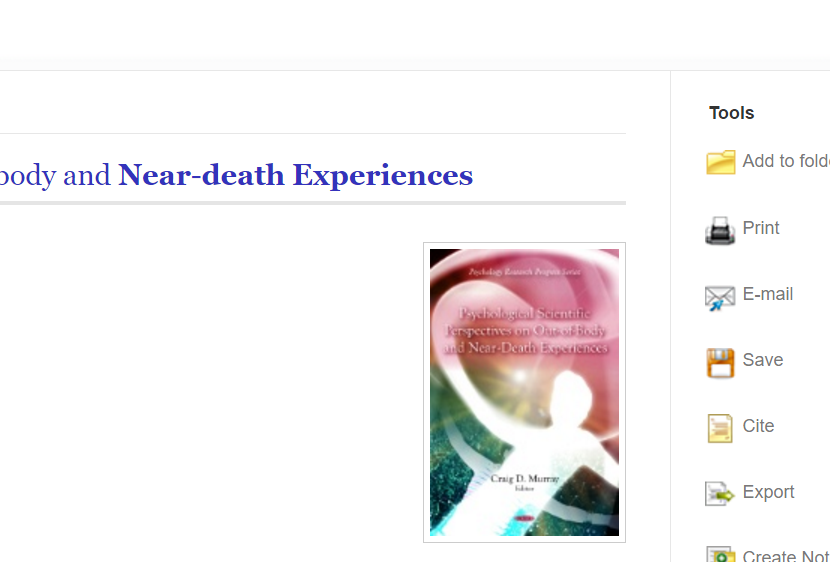 body and Near-death Experiences
Psychology Research Progress Series
Psychological Scientific
Perspectives on Out-of-Body
and Near-Death Experiences
Craig D. Murray
Editor
Tools
Add to folde
Print
E-mail
Save
Cite
Export
Create Not